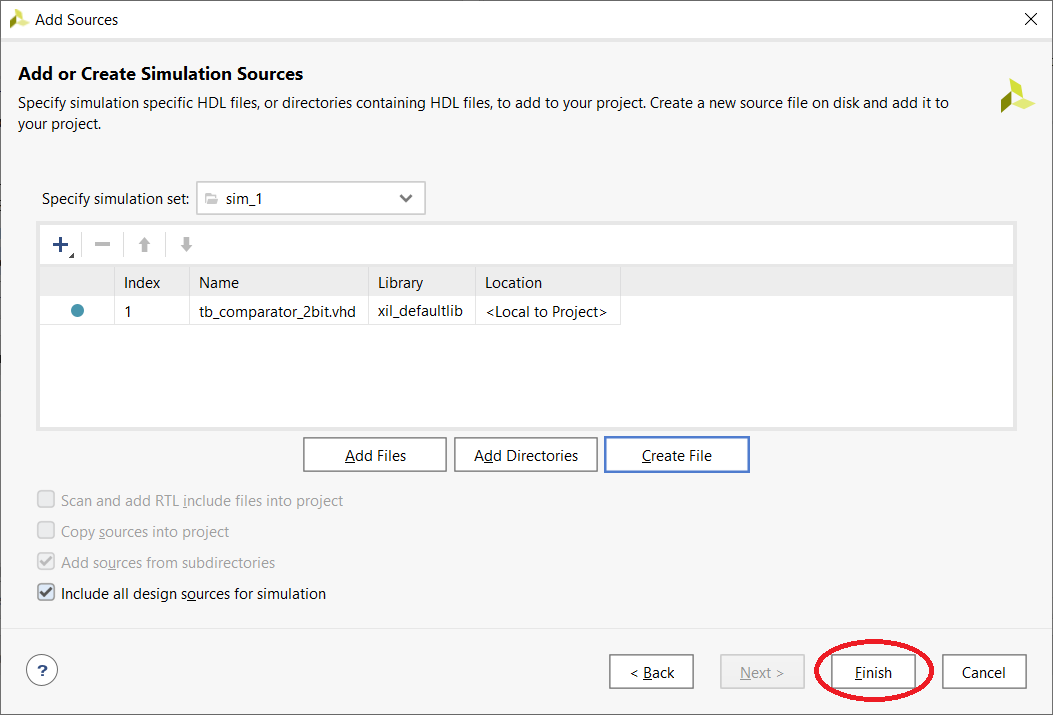 Add Sources
Add or Create Simulation Sources
Specify simulation specific HDL files, or directories containing HDL files, to add to your project. Create a new source file on disk and add it to
your project.
Specify simulation set: sim_1
Index Name Library Location
1 tb_comparator_2bit.vhd xil_defaultlib <Local to Project>
Add Files Add Directories Create File
Scan and add RTL include files into project
Copy sources into project
Add sources from subdirectories
Include all design sources for simulation
? < Back Next > Finish Cancel